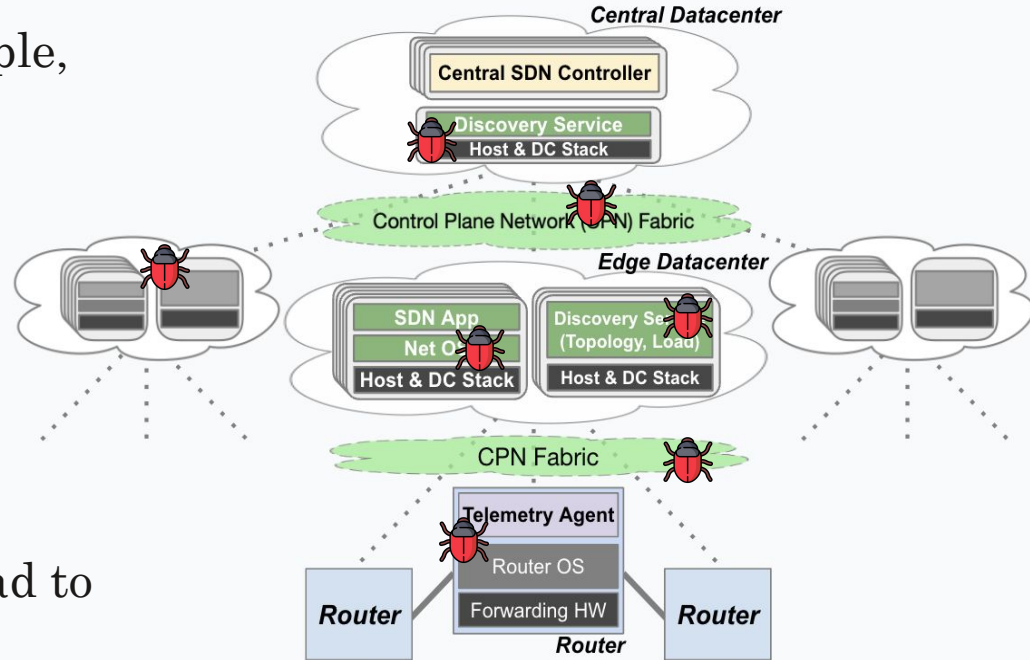 Central Datacenter
ple,
Central SDN Controller
Discovery Service
Host & DC Stack
Control Plane Network (CPN) Fabric
Edge Datacenter
SDN App
Discovery Se
(Topology, Load)
Net O
Host & DC Stack
Host & DC Stack
CPN Fabric
Telemetry Agent
Router OS
ad to
Forwarding HW
Router
Router
Router